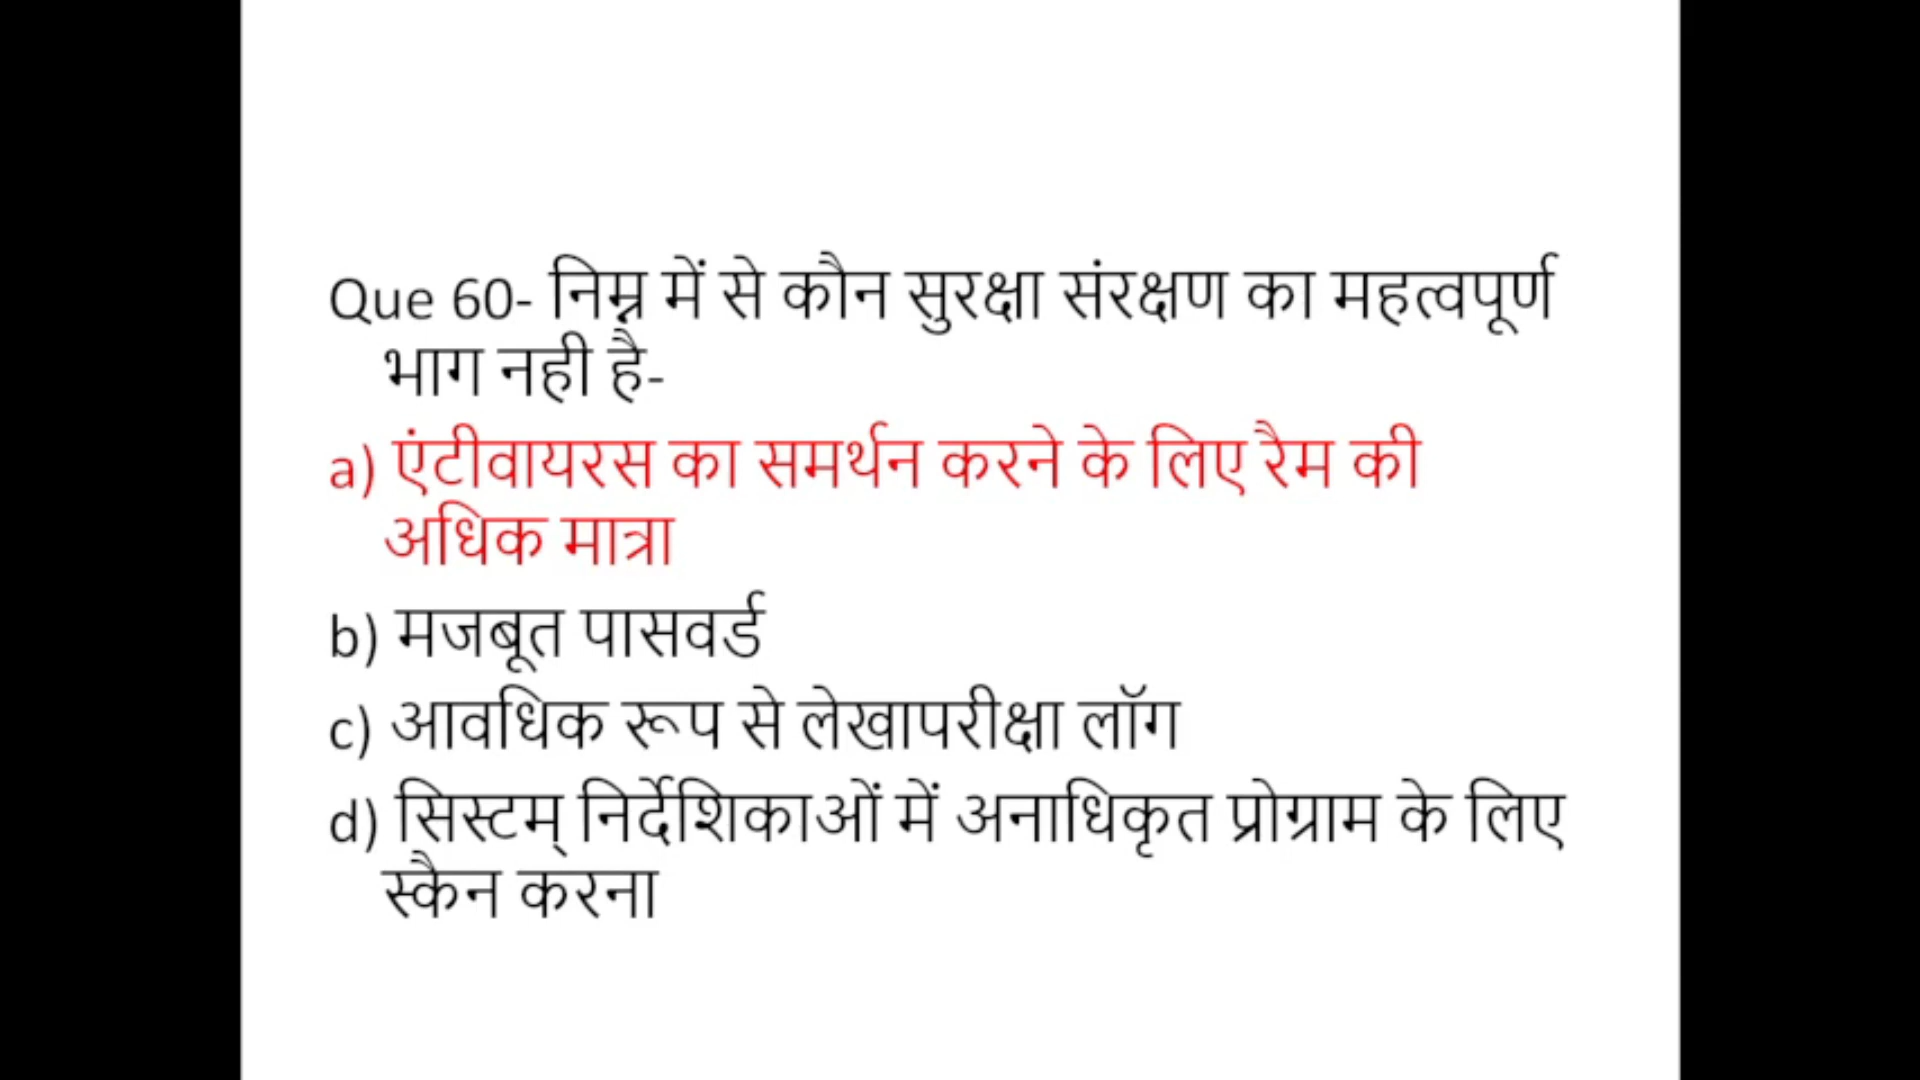 Que 60- निम्न में से कौन सुरक्षा संरक्षण का महत्वपूर्ण
भाग नही है-
a) एंटीवायरस का समर्थन करने के लिए रैम की
अधिक मात्रा
b) मजबूत पासवर्ड
c) आवधिक रूप से लेखापरीक्षा लॉग
d) सिस्टम् निर्देशिकाओं में अनाधिकृत प्रोग्राम के लिए
स्कैन करना